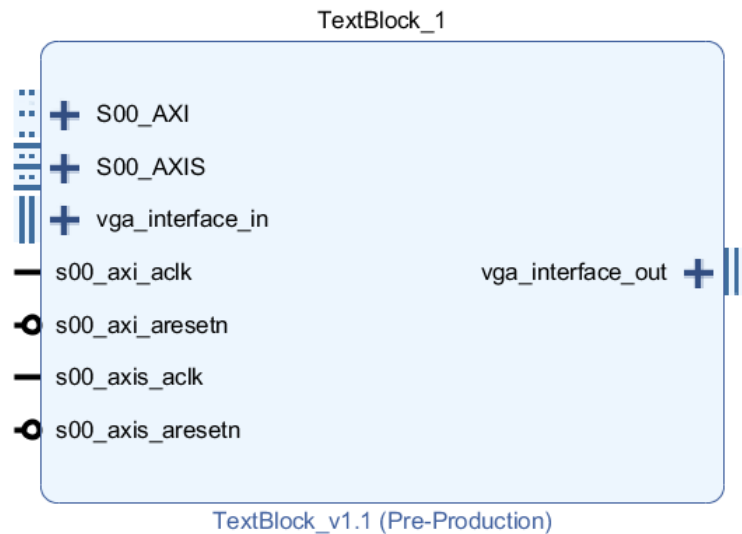 TextBlock_1
S00_AXI
S00_AXIS
vga_interface_in
s00_axi_aclk
vga_interface_out
s00_axi_aresetn
s00_axis_aclk
s00_axis_aresetn
TextBlock_v1.1 (Pre-Production)